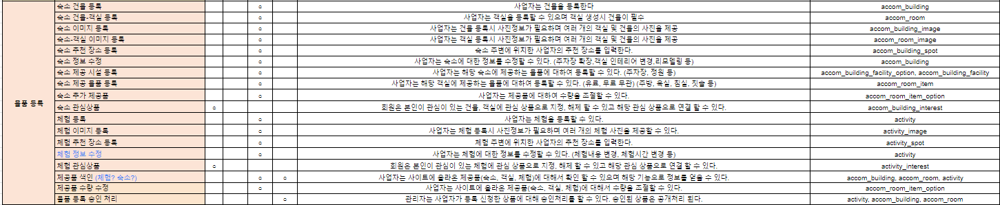 숙소 건물 등록 ○ 사업자는 건물을 등록한다 accom_building
숙소 건물-객실 등록 ○ 사업자는 객실을 등록할 수 있으며 객실 생성시 건물이 필수 accom_room
숙소 이미지 등록 ○ 사업자는 건물 등록시 사진정보가 필요하며 여러 개의 객실 및 건물의 사진을 제공 accom_building_image
숙소-객실 이미지 등록 ○ 사업자는 객실 등록시 사진정보가 필요하며 여러 개의 객실 및 건물의 사진을 제공 accom_room_image
숙소 추천 장소 등록 ○ 숙소 주변에 위치한 사업자의 추천 장소를 입력한다. accom_building_spot
숙소 정보 수정 ○ 사업자는 숙소에 대한 정보를 수정할 수 있다. (주차장 확장,객실 인테리어 변경,리모델링 등) accom_building
숙소 제공 시설 등록 ○ 사업자는 해당 숙소에 제공하는 물품에 대하여 등록할 수 있다. (주차장, 정원 등) accom_building_facility_option, accom_building_facility
숙소 제공 물품 등록 ○ 사업자는 해당 객실에 제공하는 물품에 대하여 등록할 수 있다. (유료, 무료 무관) (주방, 욕실, 침실, 칫솔 등) accom_room_item
숙소 추가 제공품 ○ 사업자는 제공품에 대하여 수량을 조절할 수 있다. accom_room_item_option
물품 등록
숙소 관심상품 ○ 회원은 본인이 관심이 있는 건물, 객실에 관심 상품으로 지정, 해제 할 수 있고 해당 관심 상품으로 연결 할 수 있다. accom_building_interest
체험 등록 ○ 사업자는 체험을 등록할 수 있다. activity
체험 이미지 등록 ○ 사업자는 체험 등록시 사진정보가 필요하며 여러 개의 체험 사진을 제공할 수 있다. activity_image
체험 추천 장소 등록 ○ 체험 주변에 위치한 사업자의 추천 장소를 입력한다. activity_spot
체험 정보 수정 ○ 사업자는 체험에 대한 정보를 수정할 수 있다. (체험내용 변경, 체험시간 변경 등) activity
체험 관심상품 ○ 회원은 본인이 관심이 있는 체험에 관심 상품으로 지정, 해제 할 수 있고 해당 관심 상품으로 연결 할 수 있다. activity_interest
제공품 색인 (체험? 숙소?) ○ ○ 사업자는 사이트에 올라온 제공품(숙소, 객실, 체험)에 대해서 확인 할 수 있으며 해당 기능으로 정보를 얻을 수 있다. accom_building, accom_room, activity
제공품 수량 수정 ○ 사업자는 사이트에 올라온 제공품(숙소, 객실, 체험)에 대해서 수량을 조절할 수 있다. accom_room_item_option
물품 등록 승인 처리 ○ 관리자는 사업자가 등록 신청한 상품에 대해 승인처리를 할 수 있다. 승인된 상품은 공개처리 된다. activity, accom_building, accom_room